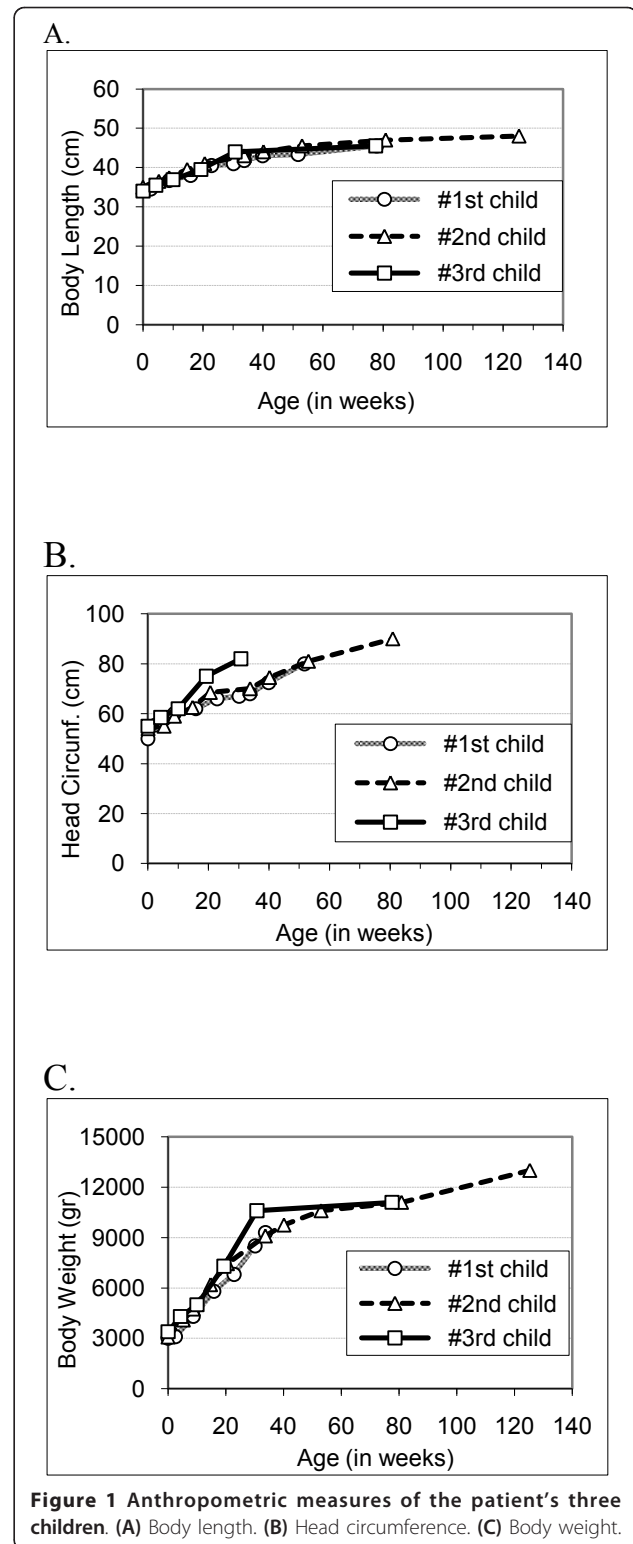 A.
60
50
40
30
20
10
0
Body Length (cm)
#1st child
#2nd child
#3rd child
0 20 40 60 80 100 120 140
Age (in weeks)
B.
100
80
60
40
20
0
Head Circunf. (cm)
#1st child
#2nd child
#3rd child
0 20 40 60 80 100 120 140
Age (in weeks)
C.
15000
12000
9000
6000
3000
0
Body Weight (gr)
#1st child
#2nd child
#3rd child
0 20 40 60 80 100 120 140
Age (in weeks)
Figure 1 Anthropometric measures of the patient's three
children. (A) Body length. (B) Head circumference. (C) Body weight.